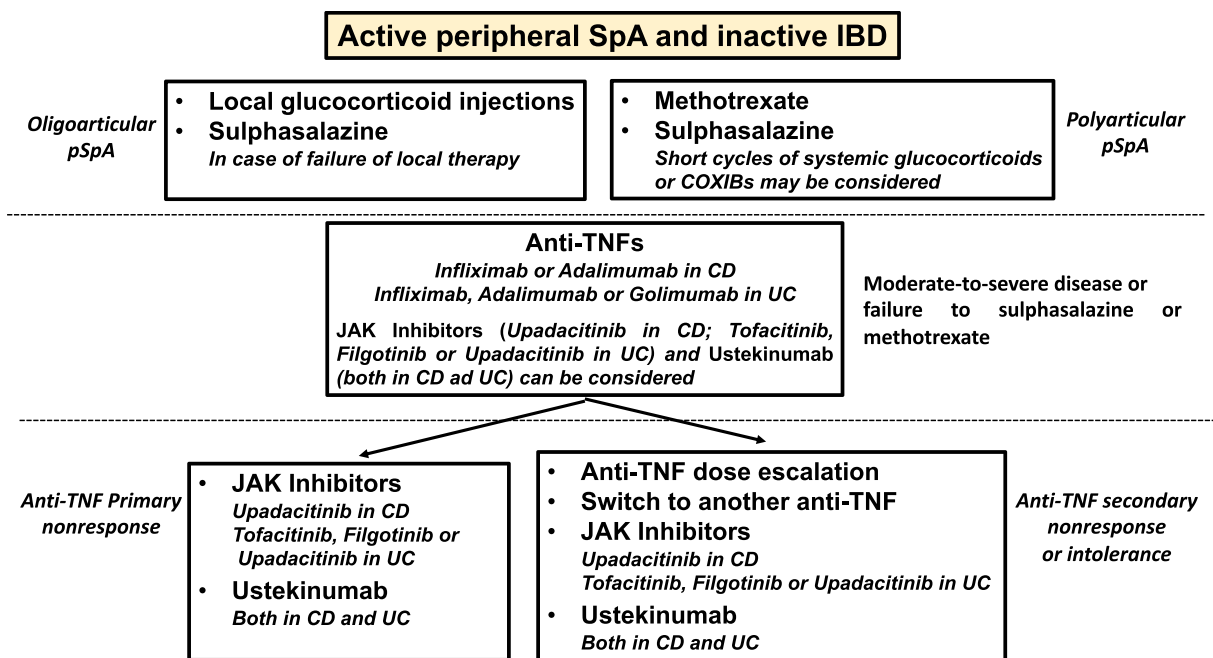 Active peripheral SpA and inactive IBD
Oligoarticular
pSpA
• Local glucocorticoid injections
• Sulphasalazine
In case of failure of local therapy
• Methotrexate
• Sulphasalazine
Short cycles of systemic glucocorticoids
or COXIBs may be considered
Polyarticular
pSpA
Anti-TNFs
Infliximab or Adalimumab in CD
Infliximab, Adalimumab or Golimumab in UC
JAK Inhibitors (Upadacitinib in CD; Tofacitinib,
Filgotinib or Upadacitinib in UC) and Ustekinumab
(both in CD ad UC) can be considered
Moderate-to-severe disease or
failure to sulphasalazine or
methotrexate
Anti-TNF Primary
nonresponse
• JAK Inhibitors
Upadacitinib in CD
Tofacitinib, Filgotinib or
Upadacitinib in UC
• Ustekinumab
Both in CD and UC
• Anti-TNF dose escalation
• Switch to another anti-TNF
• JAK Inhibitors
Upadacitinib in CD
Tofacitinib, Filgotinib or Upadacitinib in UC
• Ustekinumab
Both in CD and UC
Anti-TNF secondary
nonresponse
or intolerance